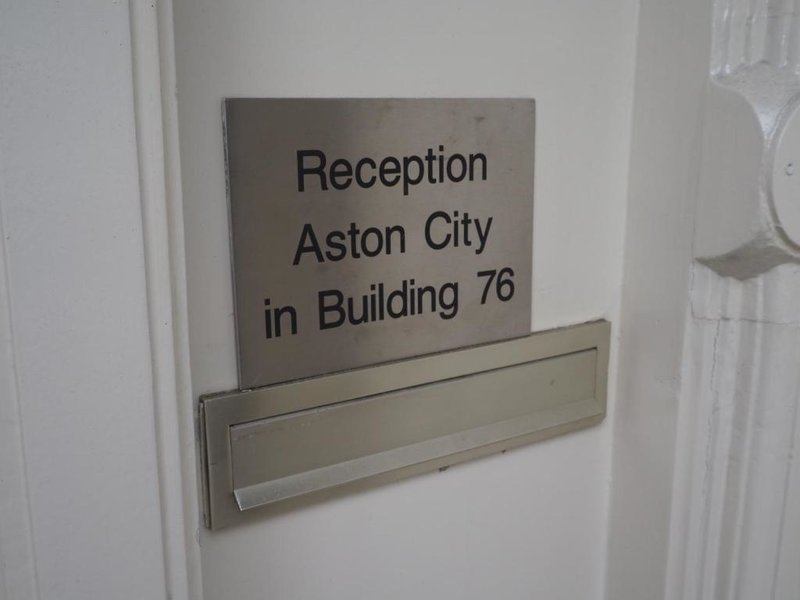 Reception
Aston City
in Building 76